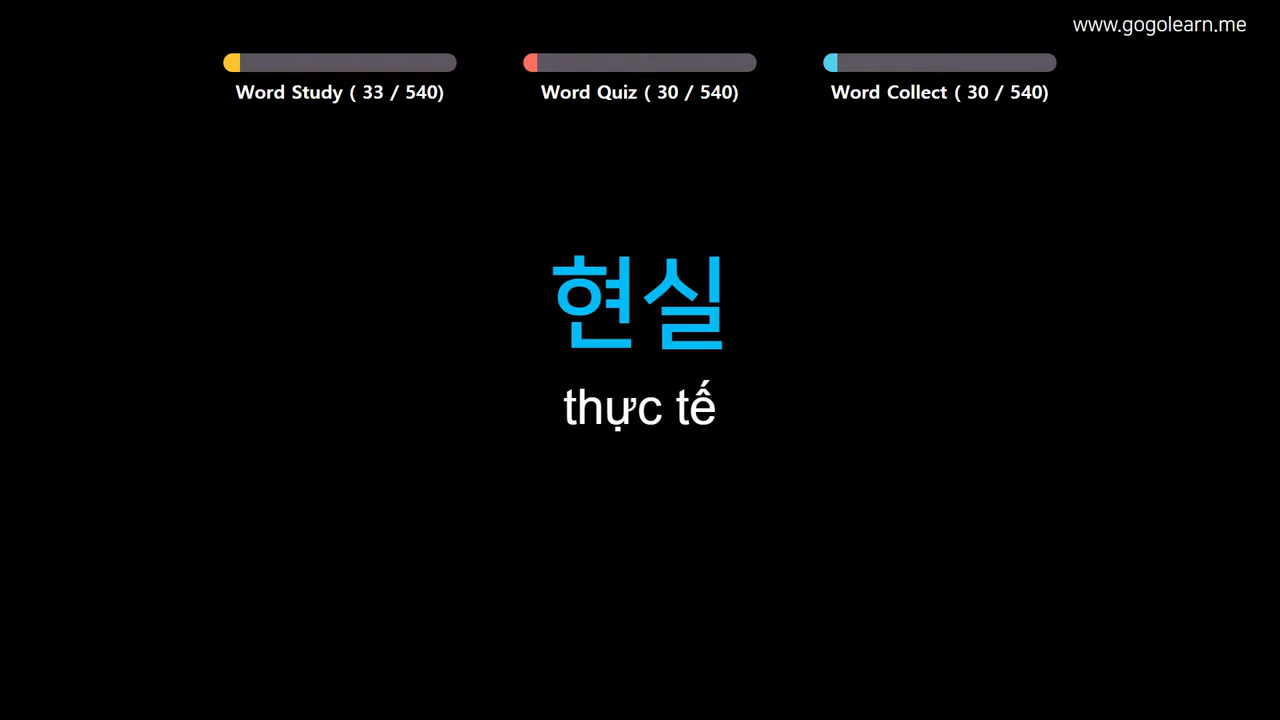 www.gogolearn.me
Word Study ( 33 / 540)
Word Quiz ( 30 / 540)
Word Collect ( 30 / 540)
현실
thực tế